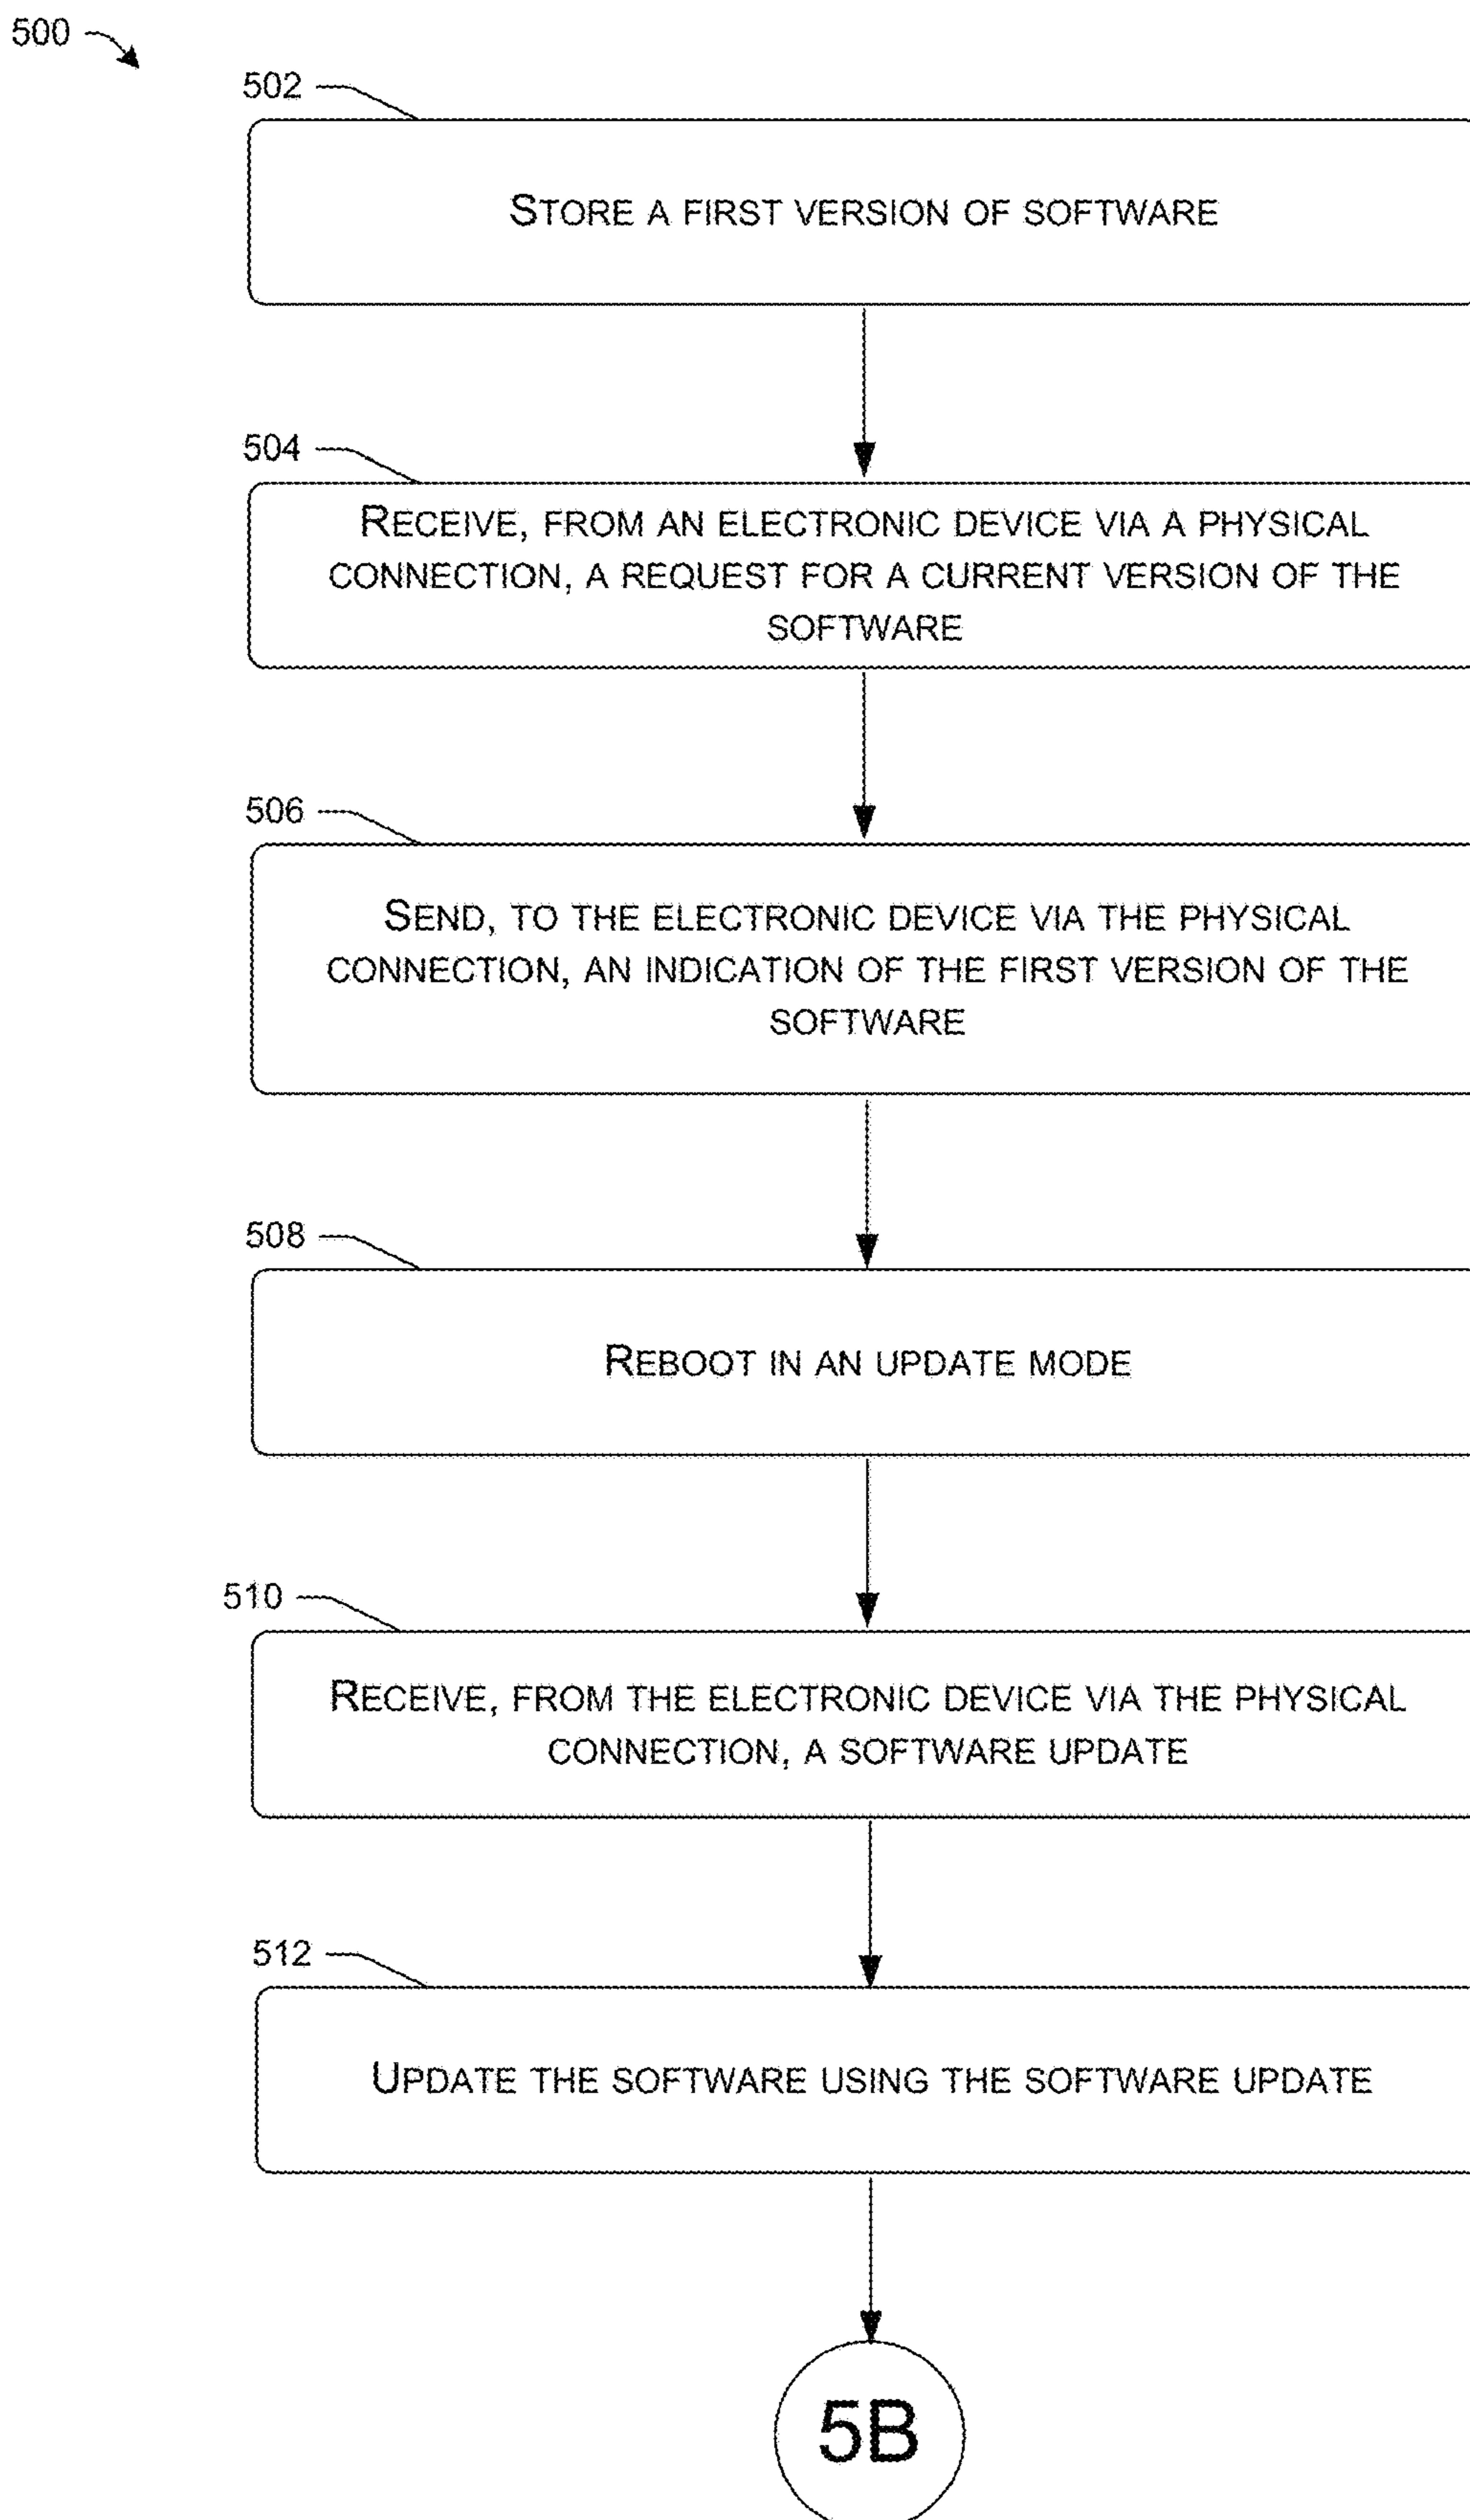 500
502
STORE A FIRST VERSION OF SOFTWARE
504
RECEIVE, FROM AN ELECTRONIC DEVICE VIA A PHYSICAL
CONNECTION, A REQUEST FOR A CURRENT VERSION OF THE
SOFTWARE
506
SEND, TO THE ELECTRONIC DEVICE VIA THE PHYSICAL
CONNECTION, AN INDICATION OF THE FIRST VERSION OF THE
SOFTWARE
508
REBOOT IN AN UPDATE MODE
510
RECEIVE, FROM THE ELECTRONIC DEVICE VIA THE PHYSICAL
CONNECTION, A SOFTWARE UPDATE
512
UPDATE THE SOFTWARE USING THE SOFTWARE UPDATE
5B